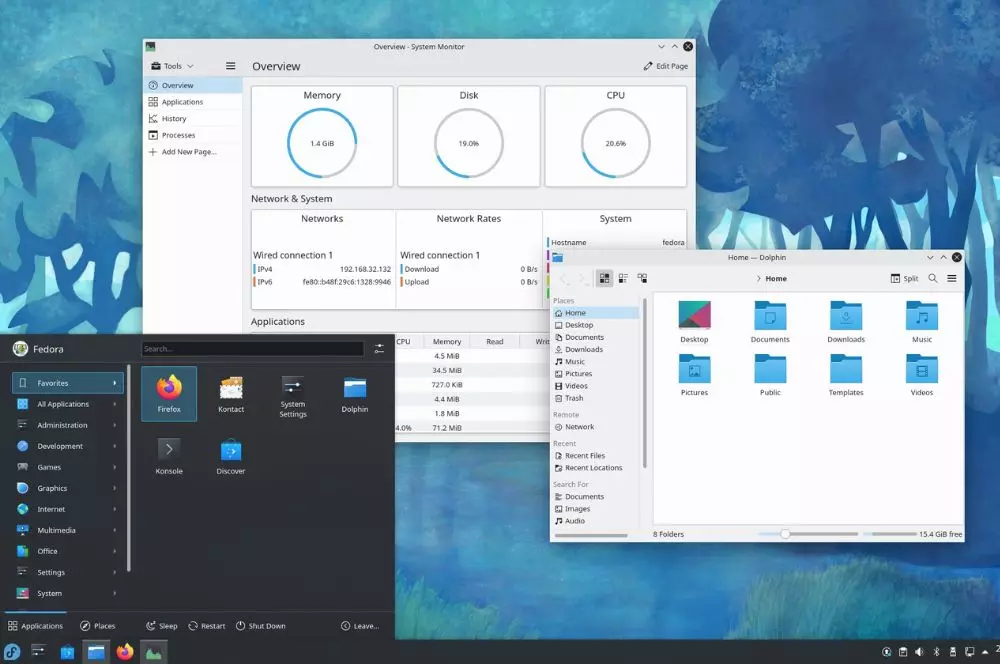 Overview - System Monitor
Tools
Overview
Edit Page
Overview
Applications
History
Processes
Add New Page...
Memory
1.4 GiB
Disk
19.0%
CPU
20.6%
Network & System
Networks
Wired connection 1
IPv4 192.168.32.132
IPv6 fe80::b48f:29c6:1328:9946
Network Rates
Wired connection 1
Download 0 B/s
Upload 0 B/s
System
Hostname fedora
Applications
CPU Memory Read
4.5 MiB
34.5 MiB
727.0 KiB
4.4 MiB
1.8 MiB
4.0% 71.2 MiB
Home — Dolphin
Home
Split
Places
Home
Desktop
Documents
Downloads
Music
Pictures
Videos
Trash
Remote
Network
Recent
Recent Files
Recent Locations
Search For
Documents
Images
Audio
Desktop Documents Downloads Music
Pictures Public Templates Videos
8 Folders 15.4 GiB free
Fedora
Search...
Favorites
All Applications
Administration
Development
Games
Graphics
Internet
Multimedia
Office
Settings
System
Firefox Kontact System Settings Dolphin
Konsole Discover
Applications Places Sleep Restart Shut Down Leave...